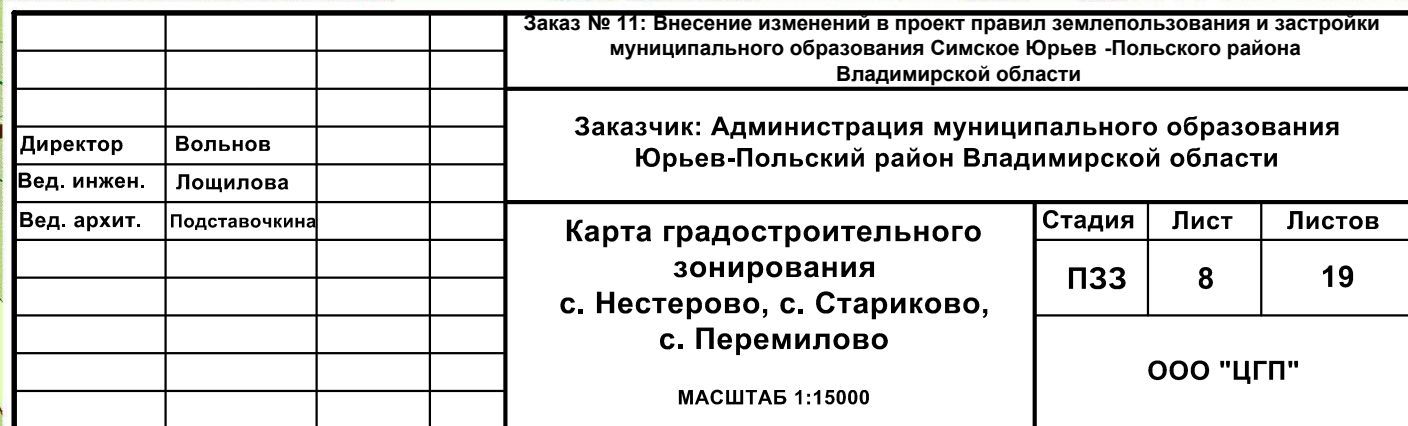 Заказ № 11: Внесение изменений в проект правил землепользования и застройки
муниципального образования Симское Юрьев -Польского района
Владимирской области
Заказчик: Администрация муниципального образования
Юрьев-Польский район Владимирской области
Директор Вольнов
Вед. инжен. Лощилова
Вед. архит. Подставочкина
Карта градостроительного
зонирования
с. Нестерово, с. Стариково,
с. Перемилово
МАСШТАБ 1:15000
Стадия Лист Листов
ПЗЗ 8 19
ООО "ЦГП"